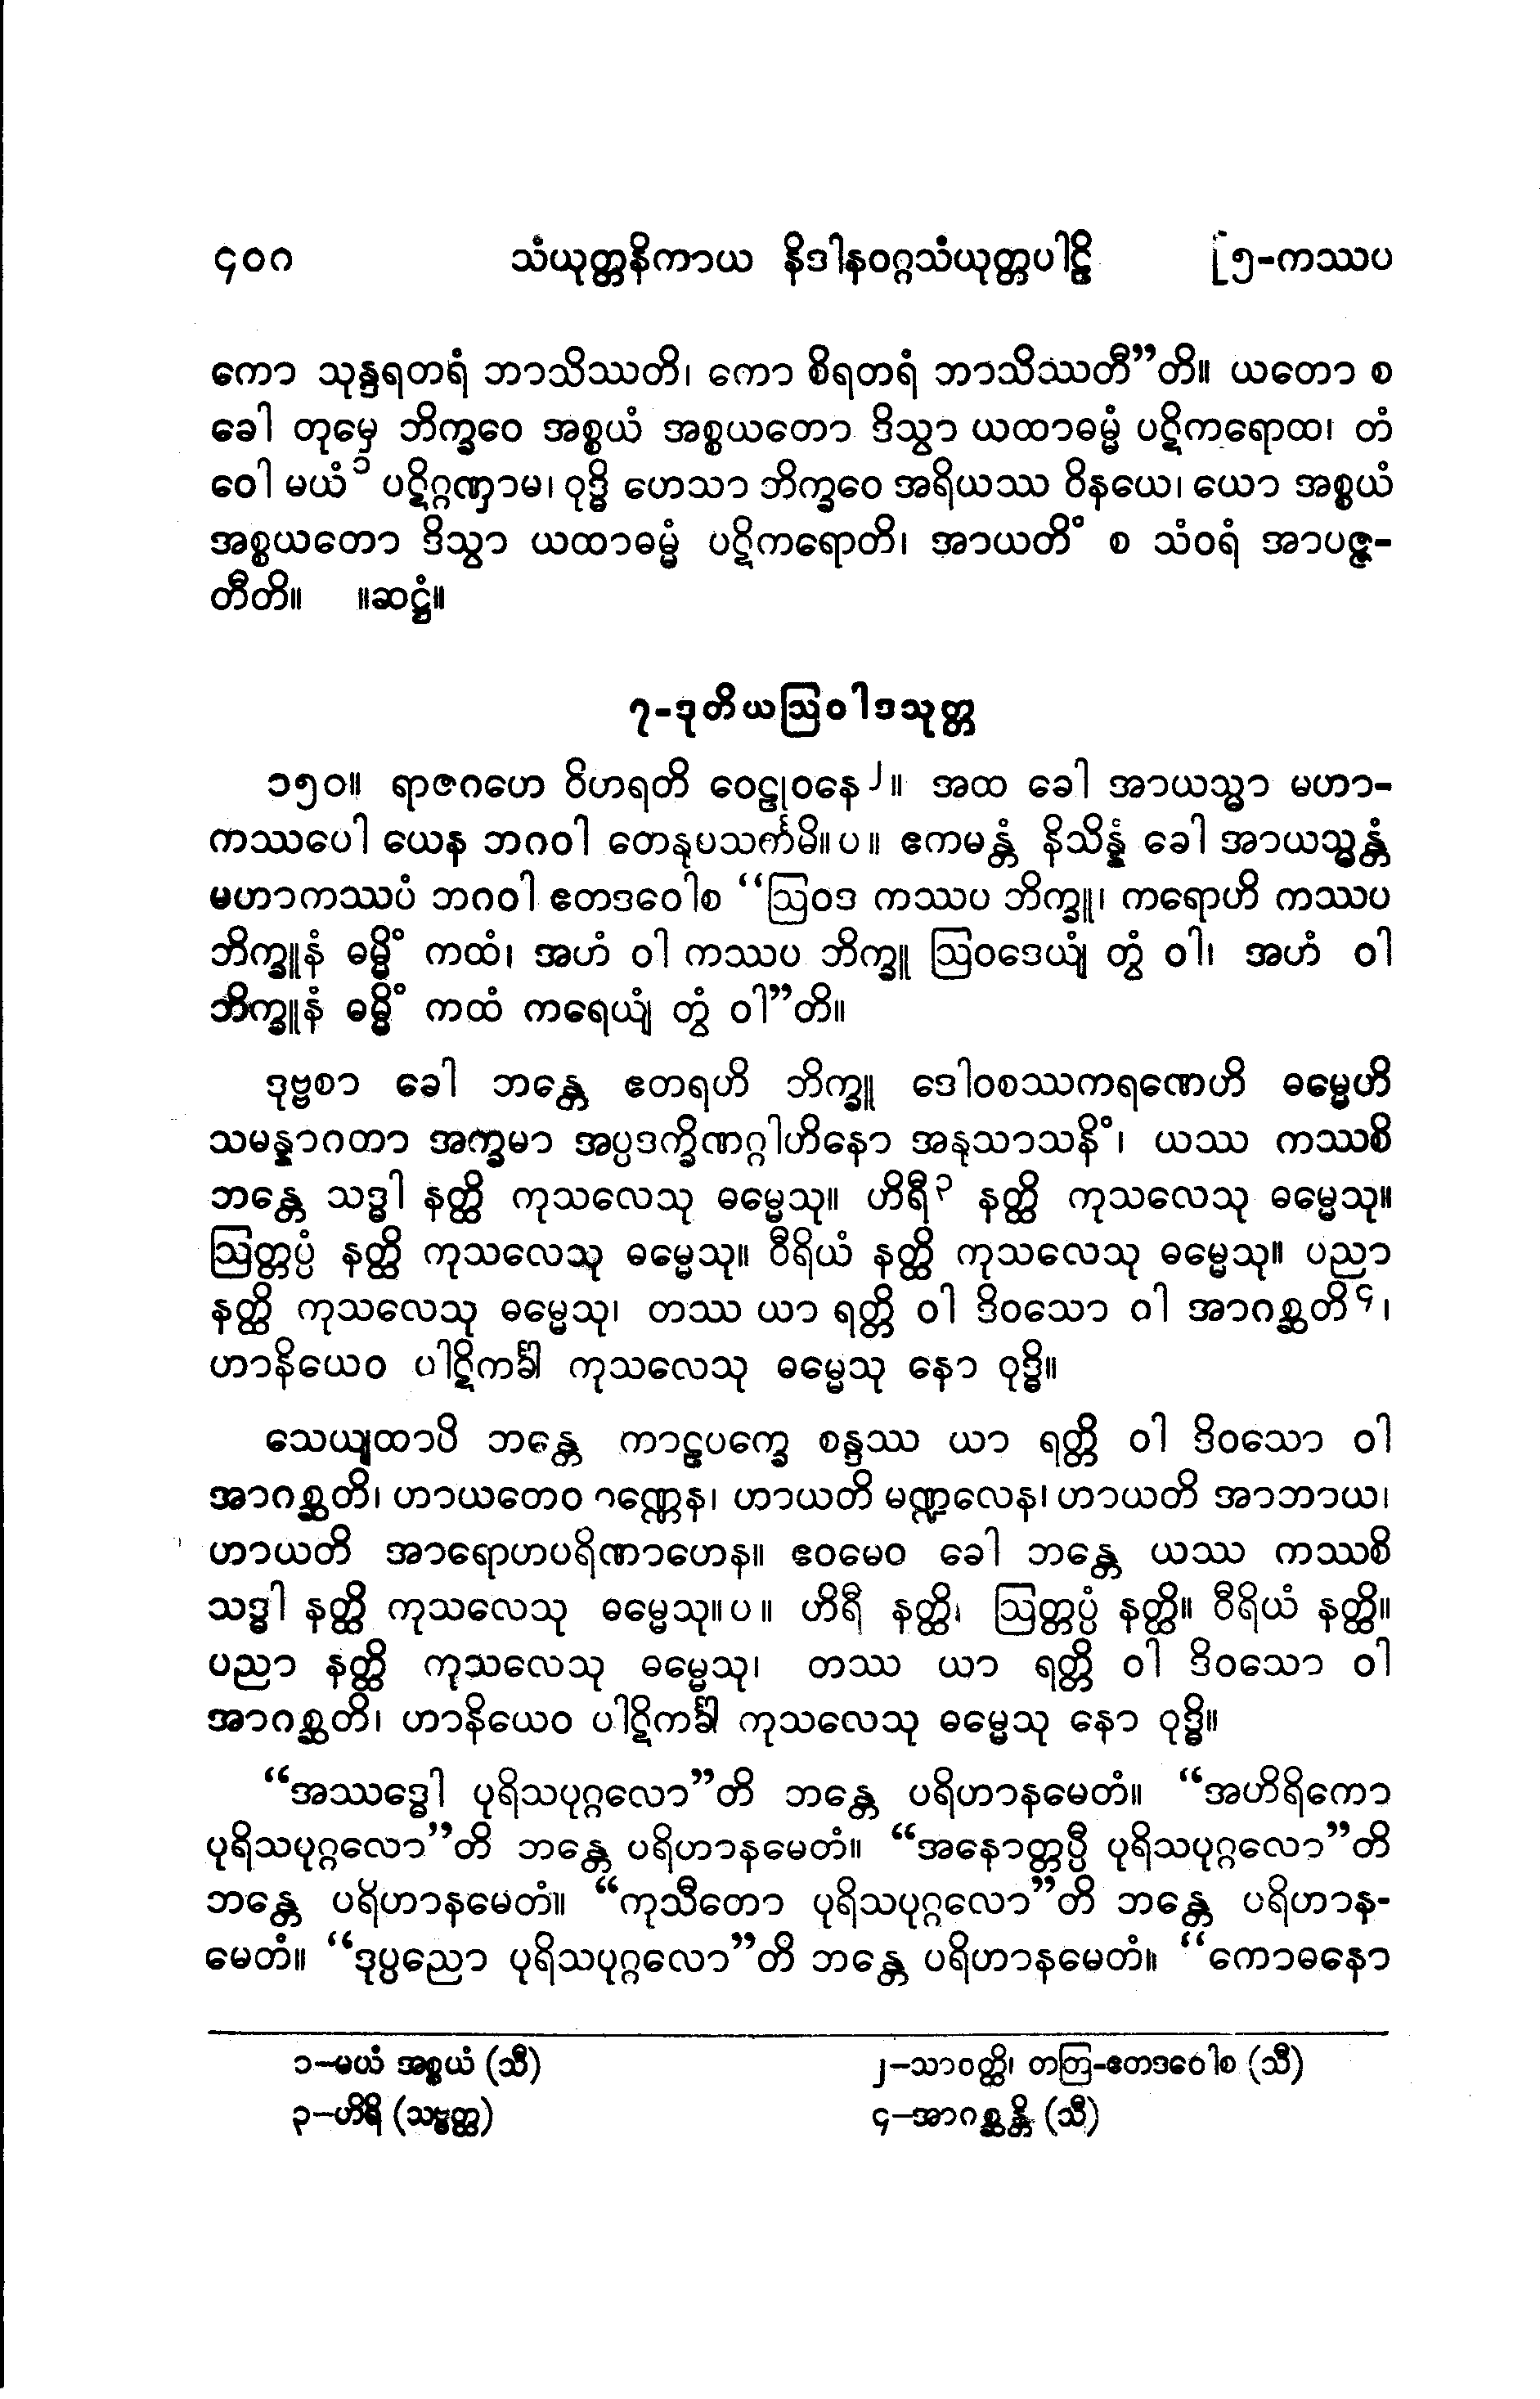 ၄၀၈ သံယုတ္တနိကာယ နိဒါနဝဂ္ဂသံယုတ္တပါဠိ [၅-ကဿပ
ကော သုန္ဒရတရံ ဘာသိဿတိ၊ ကော စိရတရံ ဘာသိဿတီ”တိ။ ယတော စ
ခေါ တုမှေ ဘိက္ခဝေ အစ္စယံ အစ္စယတော ဒိသွာ ယထာဓမ္မံ ပဋိကရောထ၊ တံ
ဝေါ မယံ ၁ ပဋိဂ္ဂဏှာမ၊ ဝုဒ္ဓိ ဟေသာ ဘိက္ခဝေ အရိယဿ ဝိနယေ၊ ယော အစ္စယံ
အစ္စယတော ဒိသွာ ယထာဓမ္မံ ပဋိကရောတိ၊ အာယတိံ စ သံဝရံ အာပဇ္ဇ-
တီတိ။ ။ဆဋ္ဌံ။
၇-ဒုတိယဩဝါဒသုတ္တ
၁၅၀။ ရာဇဂဟေ ဝိဟရတိ ဝေဠုဝနေ ၂။ အထ ခေါ အာယသ္မာ မဟာ-
ကဿပေါ ယေန ဘဂဝါ တေနုပသင်္ကမိ။ပ။ ဧကမန္တံ နိသိန္နံ ခေါ အာယသ္မန္တံ
မဟာကဿပံ ဘဂဝါ ဧတဒဝေါစ “ဩဝဒ ကဿပ ဘိက္ခူ၊ ကရောဟိ ကဿပ
ဘိက္ခူနံ ဓမ္မိံ ကထံ၊ အဟံ ဝါ ကဿပ ဘိက္ခူ ဩဝဒေယျံ တွံ ဝါ၊ အဟံ ဝါ
ဘိက္ခူနံ ဓမ္မိံ ကထံ ကရေယျံ တွံ ဝါ”တိ။
ဒုဗ္ဗစာ ခေါ ဘန္တေ ဧတရဟိ ဘိက္ခူ ဒေါဝစဿကရဏေဟိ ဓမ္မေဟိ
သမန္နာဂတာ အက္ခမာ အပ္ပဒက္ခိဏဂ္ဂါဟိနော အနုသာသနိံ၊ ယဿ ကဿစိ
ဘန္တေ သဒ္ဓါ နတ္ထိ ကုသလေသု ဓမ္မေသု။ ဟိရီ ၃ နတ္ထိ ကုသလေသု ဓမ္မေသု။
ဩတ္တပ္ပံ နတ္ထိ ကုသလေသု ဓမ္မေသု။ ဝီရိယံ နတ္ထိ ကုသလေသု ဓမ္မေသု။ ပညာ
နတ္ထိ ကုသလေသု ဓမ္မေသု၊ တဿ ယာ ရတ္တိ ဝါ ဒိဝသော ဝါ အာဂစ္ဆတိ ၄၊
ဟာနိယေဝ ပါဋိကင်္ခါ ကုသလေသု ဓမ္မေသု နော ဝုဒ္ဓိ။
သေယျထာပိ ဘန္တေ ကာဠပက္ခေ စန္ဒဿ ယာ ရတ္တိ ဝါ ဒိဝသော ဝါ
အာဂစ္ဆတိ၊ ဟာယတေဝ ဝဏ္ဏေန၊ ဟာယတိ မဏ္ဍလေန၊ ဟာယတိ အာဘာယ၊
ဟာယတိ အာရောဟပရိဏာဟေန။ ဧဝမေဝ ခေါ ဘန္တေ ယဿ ကဿစိ
သဒ္ဓါ နတ္ထိ ကုသလေသု ဓမ္မေသု။ပ။ ဟိရီ နတ္ထိ၊ ဩတ္တပ္ပံ နတ္ထိ။ ဝီရိယံ နတ္ထိ။
ပညာ နတ္ထိ ကုသလေသု ဓမ္မေသု၊ တဿ ယာ ရတ္တိ ဝါ ဒိဝသော ဝါ
အာဂစ္ဆတိ၊ ဟာနိယေဝ ပါဋိကင်္ခါ ကုသလေသု ဓမ္မေသု နော ဝုဒ္ဓိ။
“အဿဒ္ဓေါ ပုရိသပုဂ္ဂလော”တိ ဘန္တေ ပရိဟာနမေတံ။ “အဟိရိကော
ပုရိသပုဂ္ဂလော”တိ ဘန္တေ ပရိဟာနမေတံ။ “အနောတ္တပ္ပီ ပုရိသပုဂ္ဂလော”တိ
ဘန္တေ ပရိဟာနမေတံ။ “ကုသီတော ပုရိသပုဂ္ဂလော”တိ ဘန္တေ ပရိဟာန-
မေတံ။ “ဒုပ္ပညော ပုရိသပုဂ္ဂလော”တိ ဘန္တေ ပရိဟာနမေတံ။ “ကောဓနော
၁–မယံ အစ္စယံ (သီ) ၂–သာဝတ္ထိ၊ တတြ-ဧတဒဝေါစ (သီ)
၃–ဟိရိ (သဗ္ဗတ္ထ) ၄–အာဂစ္ဆန္တိ (သီ)